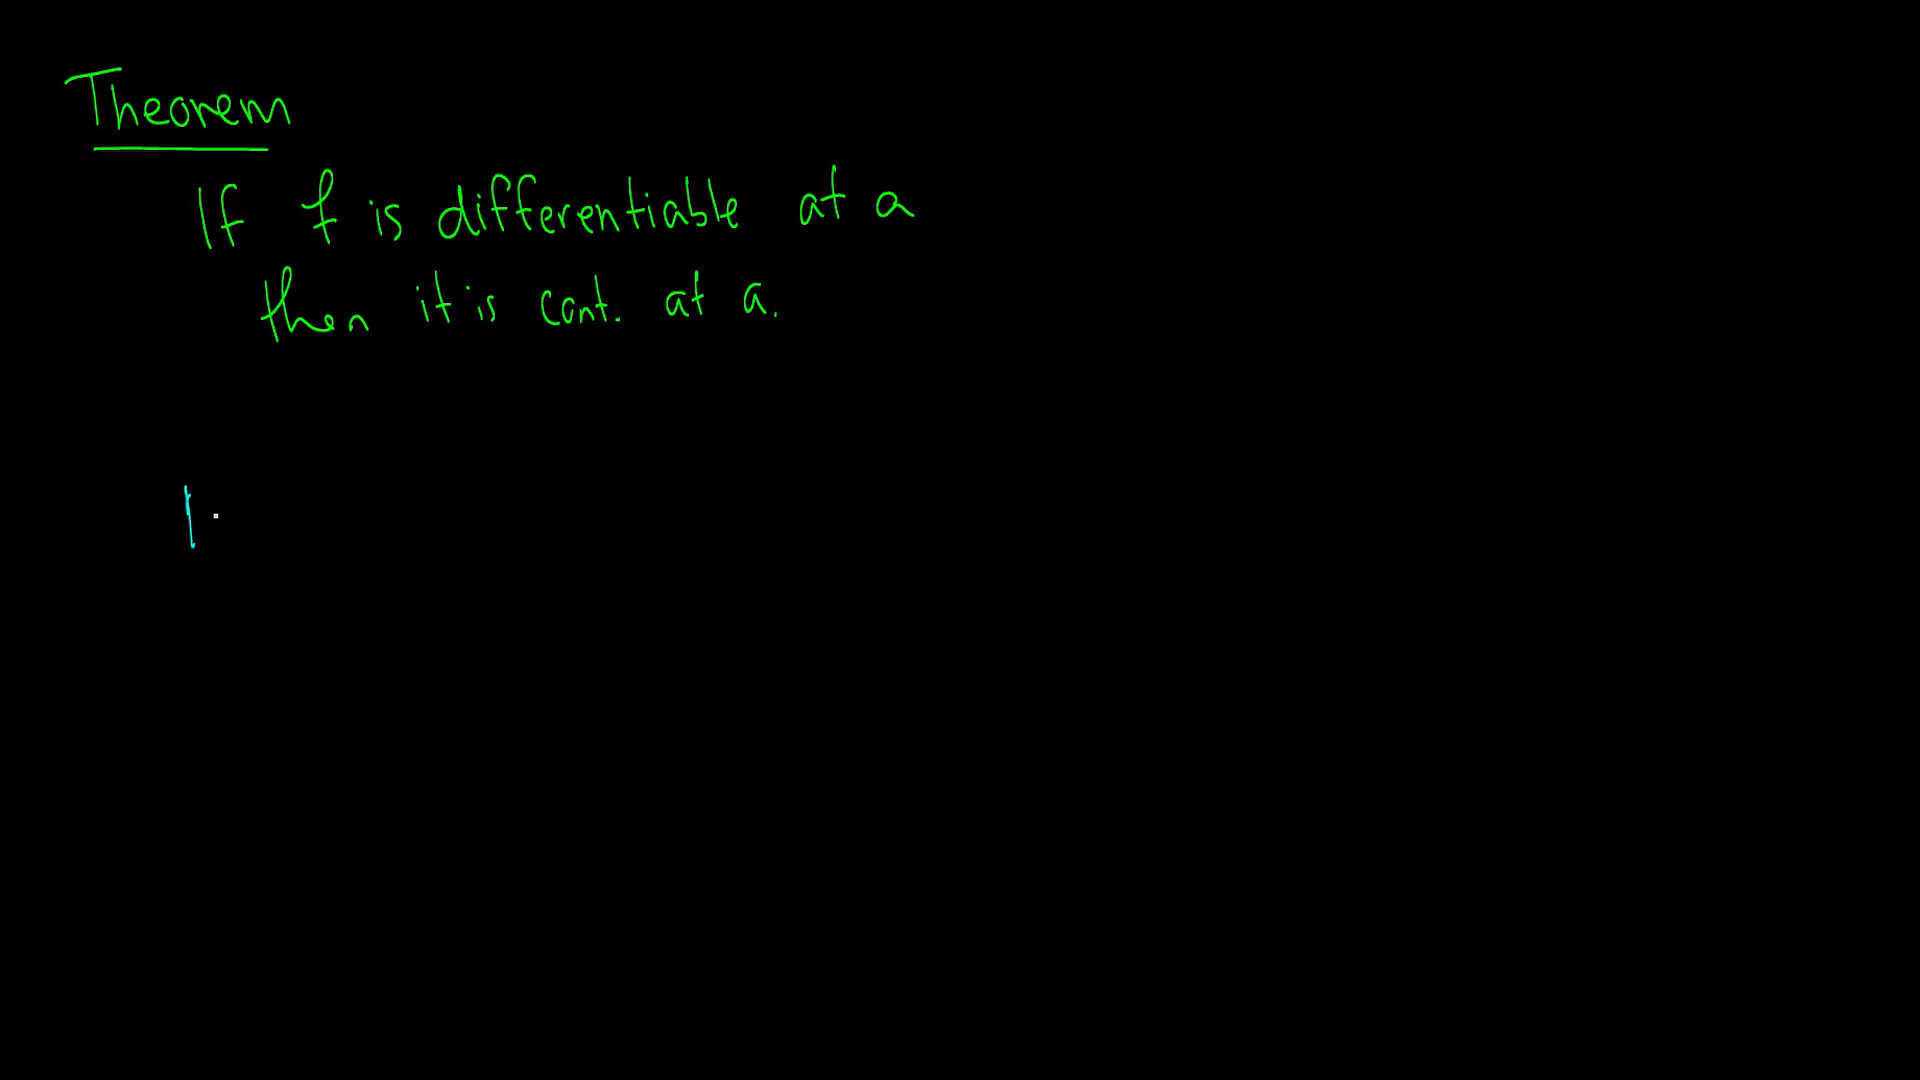 Theorem
If f is differentiable at a
then it is cont. at a.